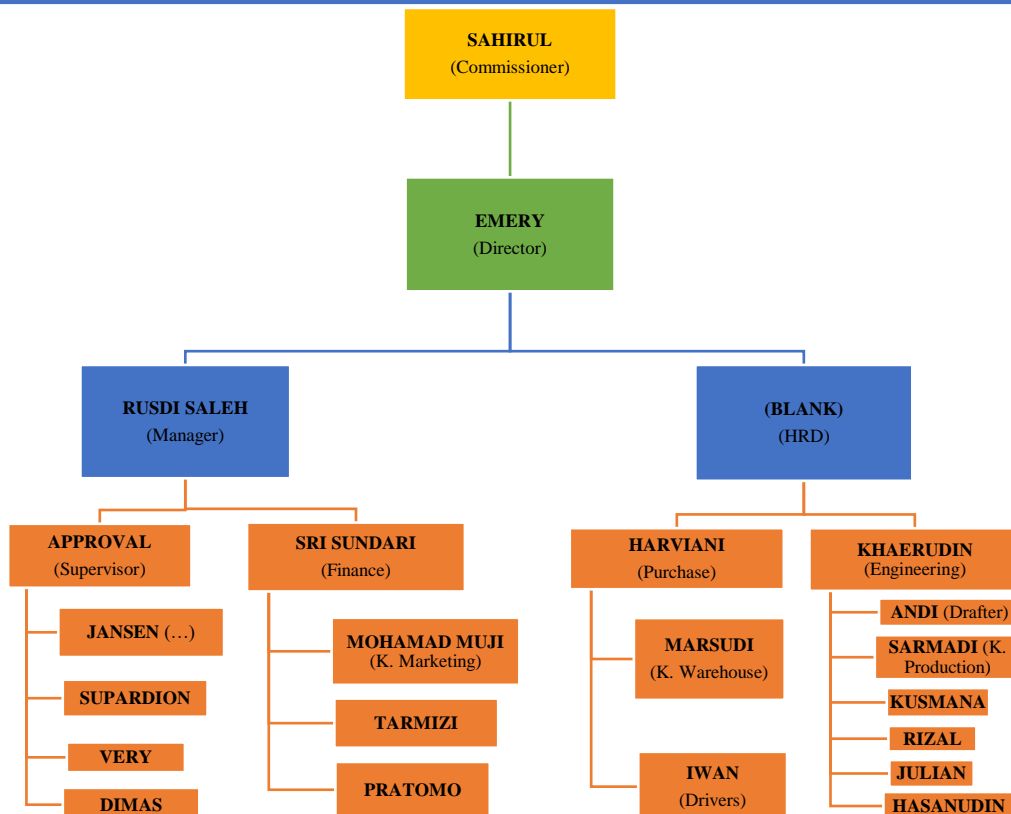 SAHIRUL
(Commissioner)
EMERY
(Director)
RUSDI SALEH
(Manager)
(BLANK)
(HRD)
APPROVAL
(Supervisor)
SRI SUNDARI
(Finance)
HARVIANI
(Purchase)
KHAERUDIN
(Engineering)
JANSEN (…)
SUPARDION
VERY
DIMAS
MOHAMAD MUJI
(K. Marketing)
TARMIZI
PRATOMO
MARSUDI
(K. Warehouse)
IWAN
(Drivers)
ANDI (Drafter)
SARMADI (K.
Production)
KUSMANA
RIZAL
JULIAN
HASANUDIN